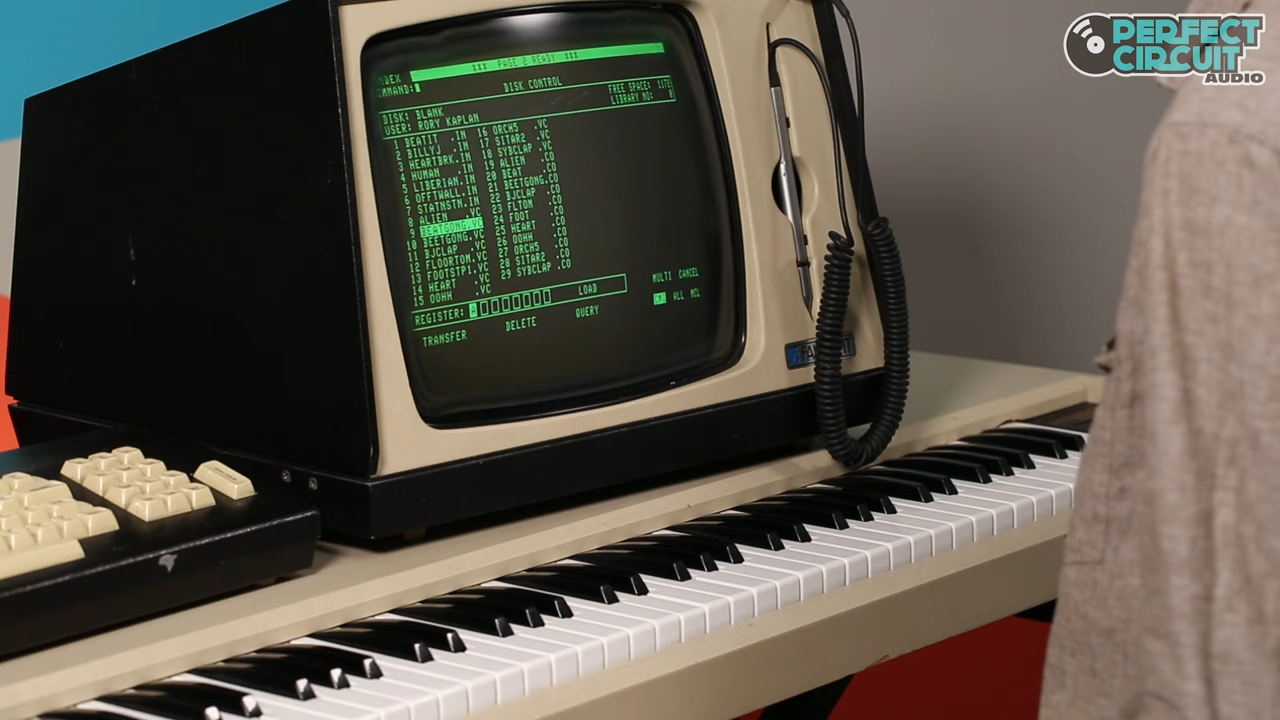 PERFECT
CIRCUIT
AUDIO
*** PAGE 2 READY ***
DISK CONTROL
FREE SPACE: 1172
LIBRARY NO:
DISK: BLANK
USER: RORY KAPLAN
1 BEATIT .IN 16 ORCH5 .VC
2 BILLYJ .IN 17 SITAR2 .VC
3 HEARTBRK.IN 18 SYBCLAP .VC
4 HUMAN .IN 19 ALIEN .CO
5 LIBERIAN.IN 20 BEAT .CO
6 OFFTWALL.IN 21 BEETGONG.CO
7 STATNSTN.IN 22 BJCLAP .CO
8 ALIEN .VC 23 FLTOM .CO
9 BEATGONG.VC 24 FOOT .CO
10 BEETGONG.VC 25 HEART .CO
11 BJCLAP .VC 26 OOHH .CO
12 FLOORTOM.VC 27 ORCH5 .CO
13 FOOTSTP1.VC 28 SITAR2 .CO
14 HEART .VC 29 SYBCLAP .CO
15 OOHH .VC
REGISTER: A LOAD
MULTI CANCEL
ALL MCL
TRANSFER DELETE QUERY